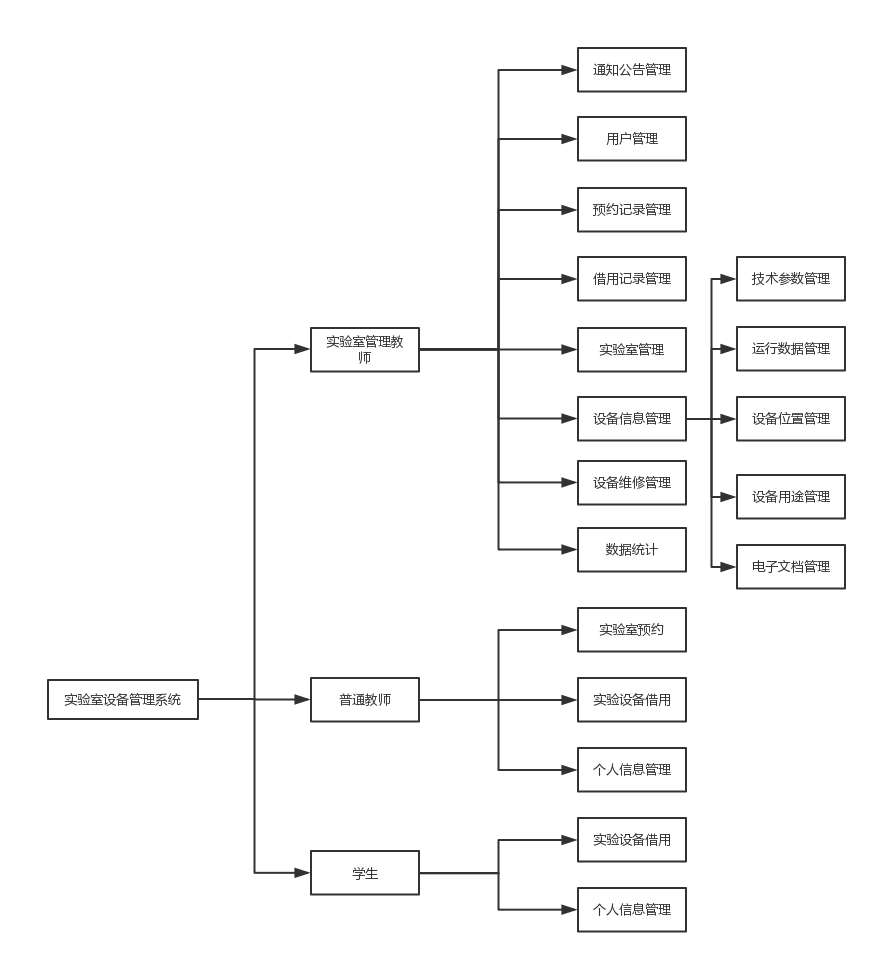 通知公告管理
用户管理
预约记录管理
借用记录管理
技术参数管理
实验室管理教
师
实验室管理
运行数据管理
设备信息管理
设备位置管理
设备维修管理
设备用途管理
数据统计
电子文档管理
实验室预约
实验室设备管理系统
普通教师
实验设备借用
个人信息管理
实验设备借用
学生
个人信息管理